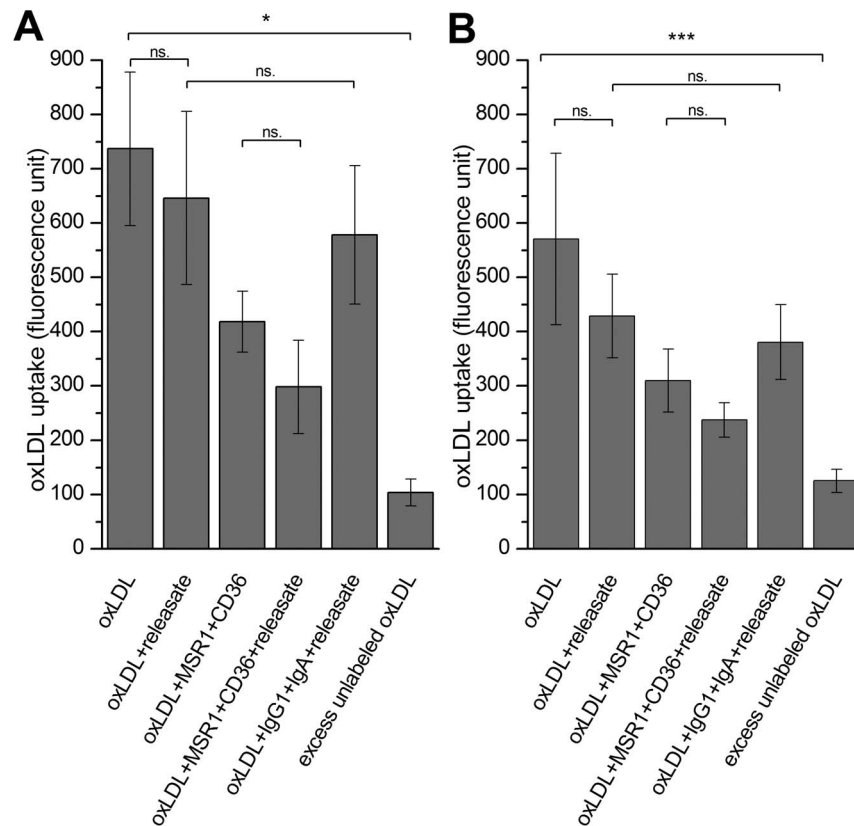 A
*
ns.
ns.
ns.
oxLDL uptake (fluorescence unit)
900
800
700
600
500
400
300
200
100
0
oxLDL
oxLDL+releasate
oxLDL+MSR1+CD36
oxLDL+MSR1+CD36+releasate
oxLDL+IgG1+IgA+releasate
excess unlabeled oxLDL
B
***
ns.
ns.
ns.
oxLDL uptake (fluorescence unit)
900
800
700
600
500
400
300
200
100
0
oxLDL
oxLDL+releasate
oxLDL+MSR1+CD36
oxLDL+MSR1+CD36+releasate
oxLDL+IgG1+IgA+releasate
excess unlabeled oxLDL